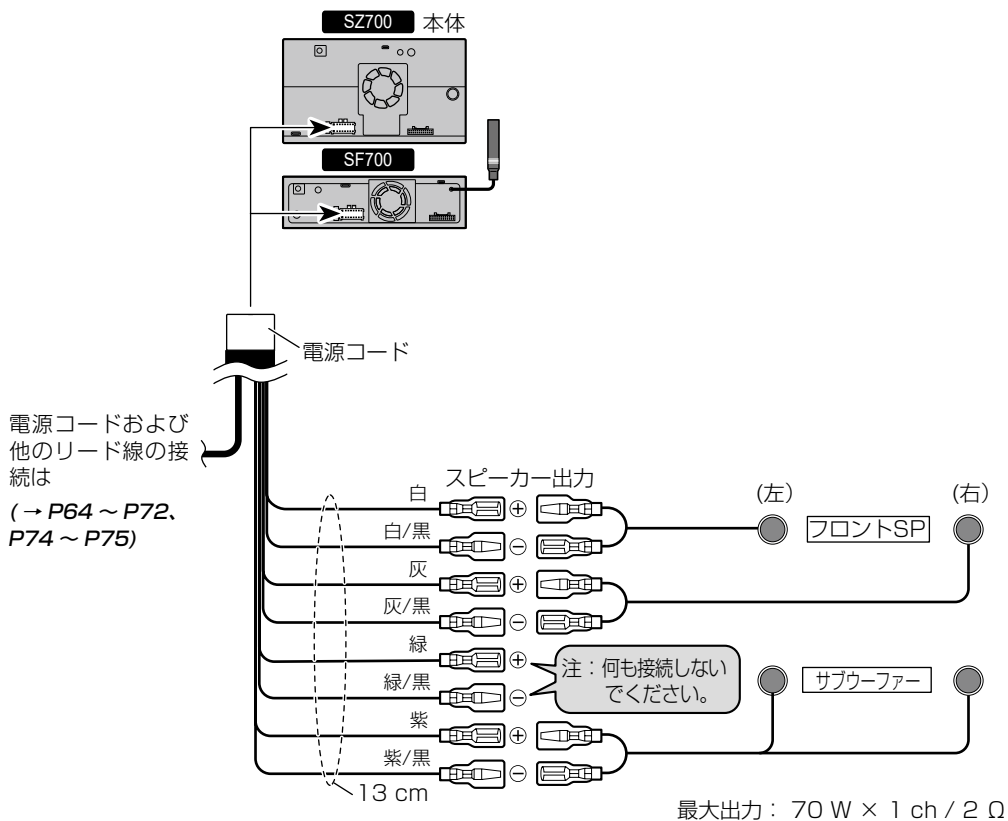 SZ700 本体
SF700
電源コード
電源コードおよび
他のリード線の接
続は
(→ P64 ~ P72、
P74 ~ P75)
スピーカー出力
白
⊕
白/黒
⊖
灰
⊕
灰/黒
⊖
緑
⊕
緑/黒
⊖
紫
⊕
紫/黒
⊖
13 cm
注：何も接続しない
でください。
(左)
フロントSP
(右)
サブウーファー
最大出力： 70 W × 1 ch / 2 Ω